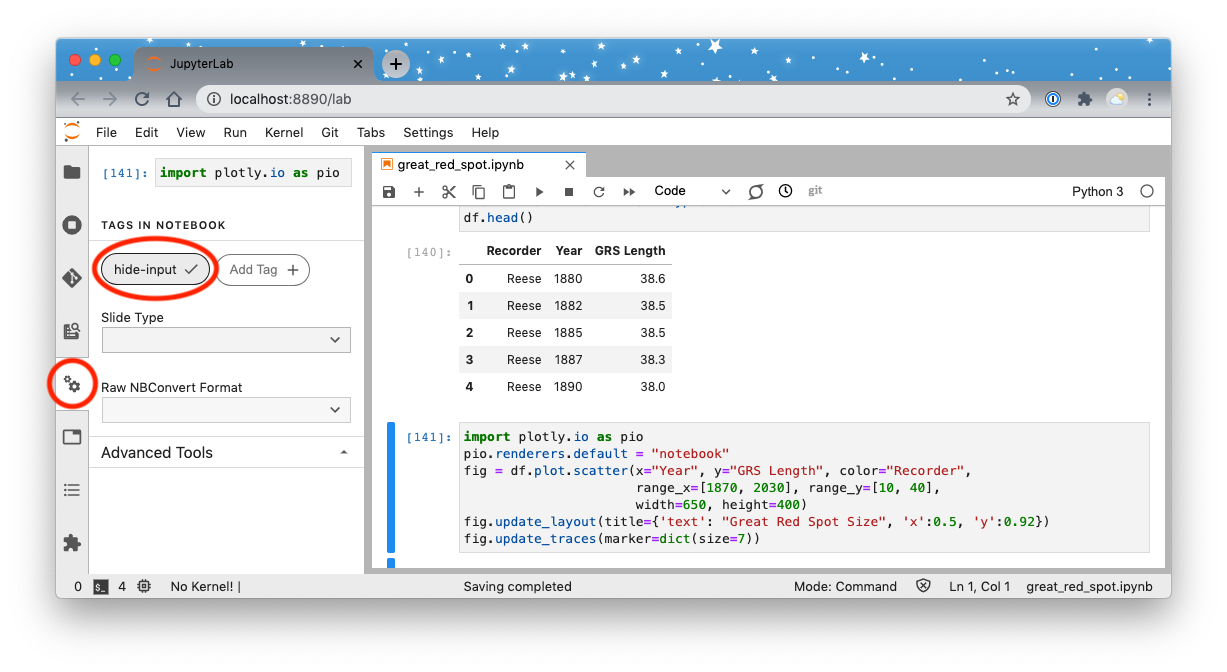 JupyterLab
localhost:8890/lab
File Edit View Run Kernel Git Tabs Settings Help
[141]: import plotly.io as pio
TAGS IN NOTEBOOK
hide-input
Add Tag +
Slide Type
Raw NBConvert Format
Advanced Tools
great_red_spot.ipynb
Code
git
Python 3
df.head()
[140]:
Recorder Year GRS Length
0 Reese 1880 38.6
1 Reese 1882 38.5
2 Reese 1885 38.5
3 Reese 1887 38.3
4 Reese 1890 38.0
[141]: import plotly.io as pio
pio.renderers.default = "notebook"
fig = df.plot.scatter(x="Year", y="GRS Length", color="Recorder",
range_x=[1870, 2030], range_y=[10, 40],
width=650, height=400)
fig.update_layout(title={'text': "Great Red Spot Size", 'x':0.5, 'y':0.92})
fig.update_traces(marker=dict(size=7))
0 $_ 4 No Kernel! | Saving completed Mode: Command Ln 1, Col 1 great_red_spot.ipynb